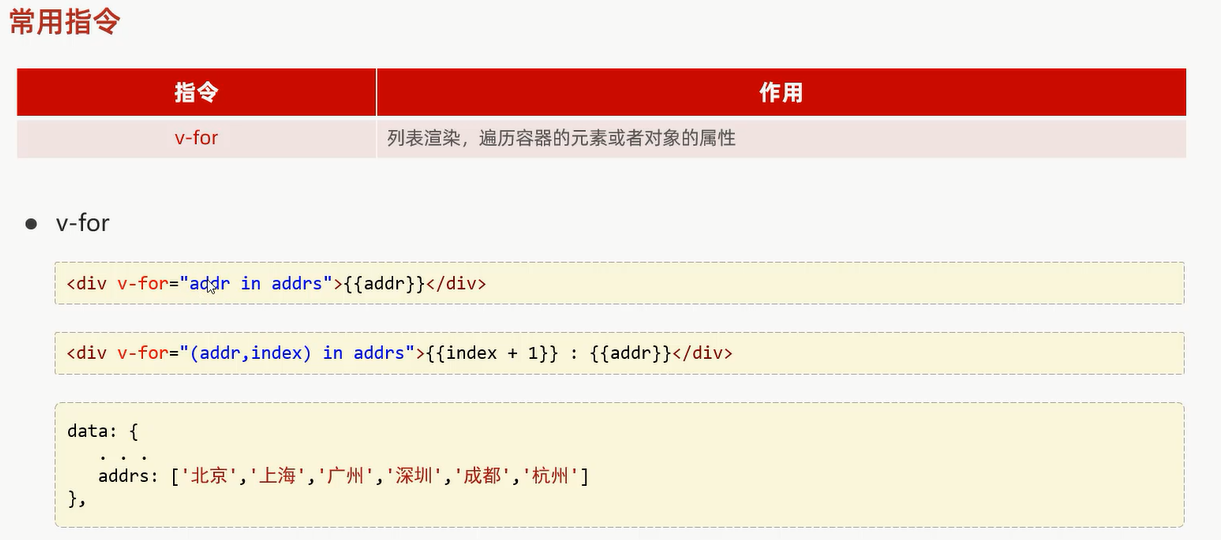 常用指令
指令 作用
v-for 列表渲染，遍历容器的元素或者对象的属性
● v-for
<div v-for="addr in addrs">{{addr}}</div>
<div v-for="(addr,index) in addrs">{{index + 1}} : {{addr}}</div>
data: {
. . .
addrs: ['北京','上海','广州','深圳','成都','杭州']
},